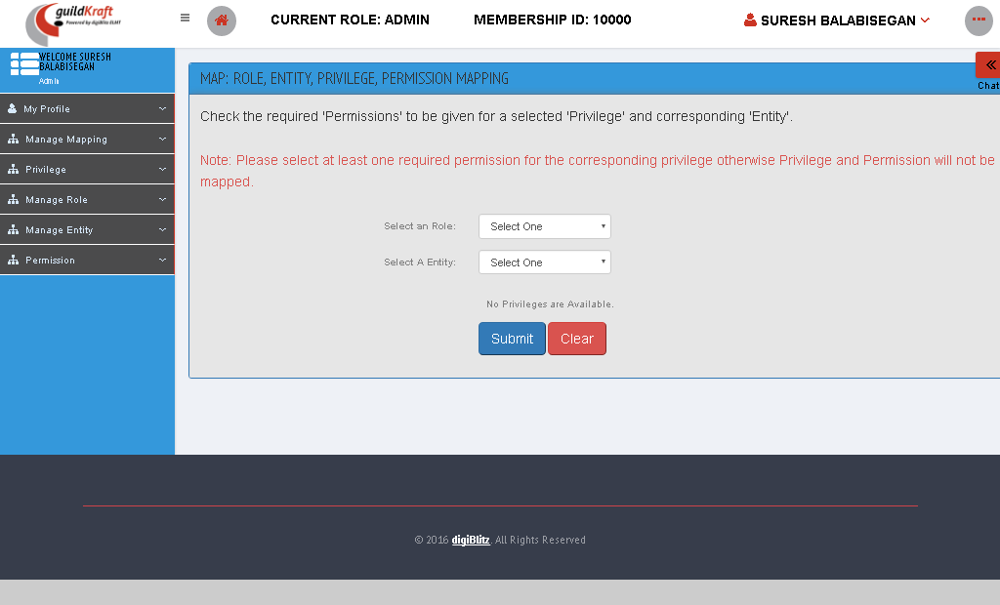 guildKraft
Powered by digiBlitz ELMT
CURRENT ROLE: ADMIN
MEMBERSHIP ID: 10000
SURESH BALABISEGAN
WELCOME SURESH
BALABISEGAN
Admin
My Profile
Manage Mapping
Privilege
Manage Role
Manage Entity
Permission
Chat
MAP: ROLE, ENTITY, PRIVILEGE, PERMISSION MAPPING
Check the required 'Permissions' to be given for a selected 'Privilege' and corresponding 'Entity'.
Note: Please select at least one required permission for the corresponding privilege otherwise Privilege and Permission will not be
mapped.
Select an Role: Select One
Select A Entity: Select One
No Privileges are Available.
Submit Clear
© 2016 digiBlitz. All Rights Reserved